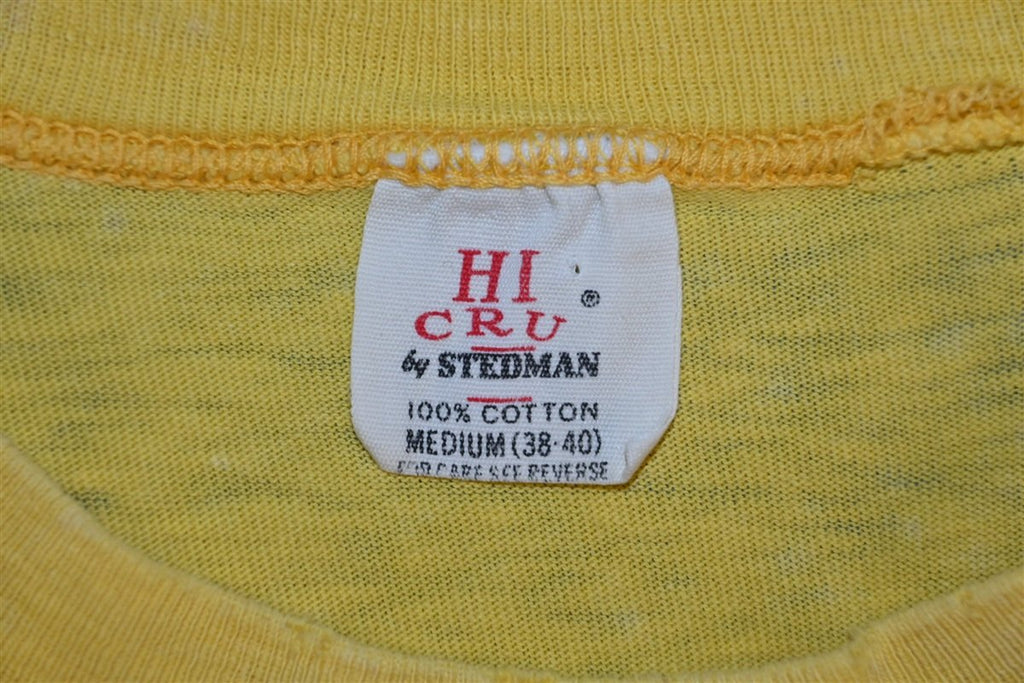 HI
CRU ®
by STEDMAN
100% COTTON
MEDIUM (38-40)
FOR CARE SEE REVERSE